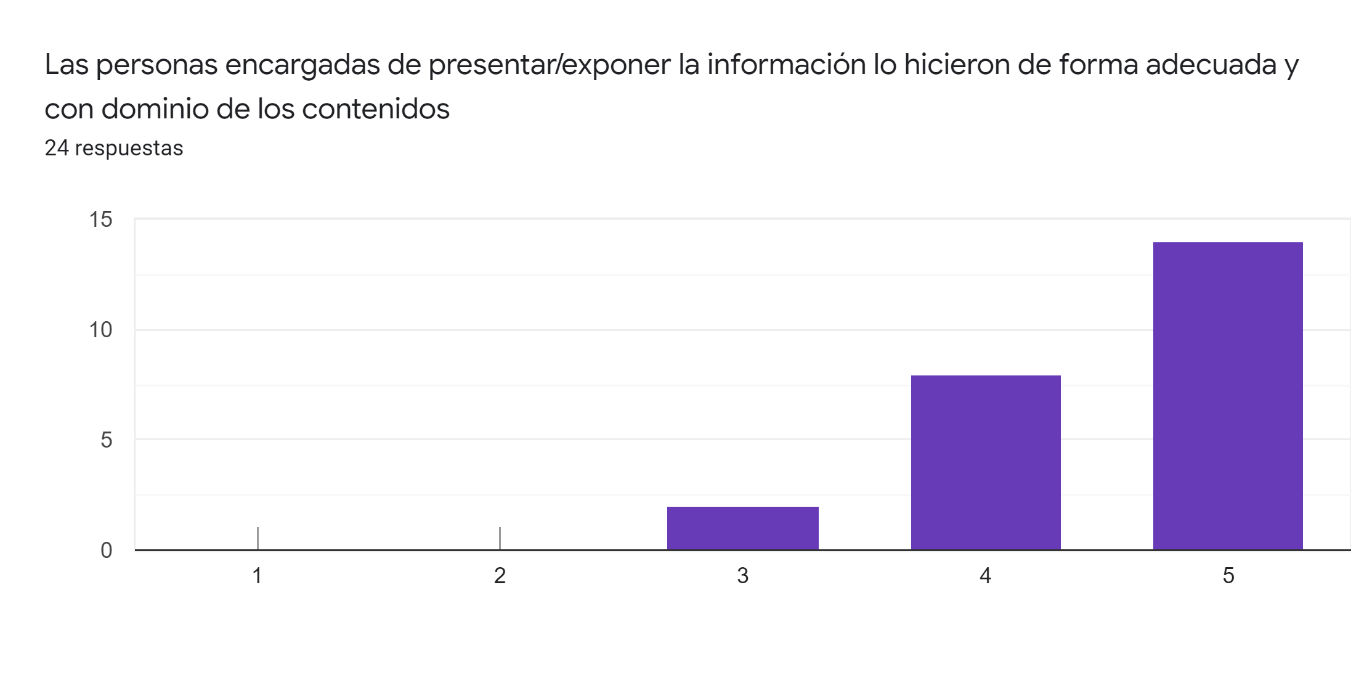 Las personas encargadas de presentar/exponer la información lo hicieron de forma adecuada y
con dominio de los contenidos
24 respuestas
15
10
5
0
1 2 3 4 5